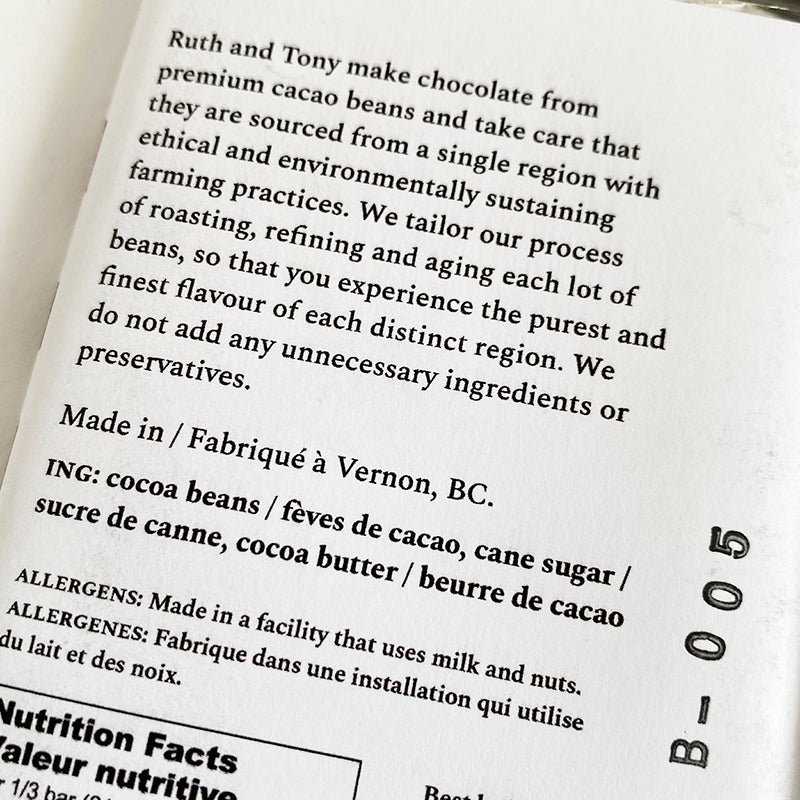 Ruth and Tony make chocolate from
premium cacao beans and take care that
they are sourced from a single region with
ethical and environmentally sustaining
farming practices. We tailor our process
of roasting, refining and aging each lot of
beans, so that you experience the purest and
finest flavour of each distinct region. We
do not add any unnecessary ingredients or
preservatives.
Made in / Fabriqué à Vernon, BC.
ING: cocoa beans / fèves de cacao, cane sugar /
sucre de canne, cocoa butter / beurre de cacao
ALLERGENS: Made in a facility that uses milk and nuts.
ALLERGENES: Fabrique dans une installation qui utilise
du lait et des noix.
Nutrition Facts
Valeur nutritive
1/3 bar
B-005